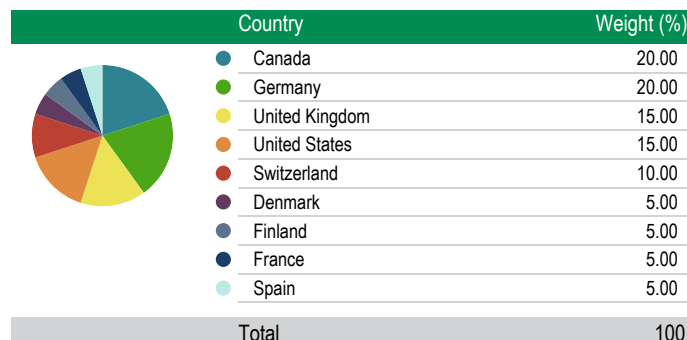 Country Weight (%)
Canada 20.00
Germany 20.00
United Kingdom 15.00
United States 15.00
Switzerland 10.00
Denmark 5.00
Finland 5.00
France 5.00
Spain 5.00
Total 100